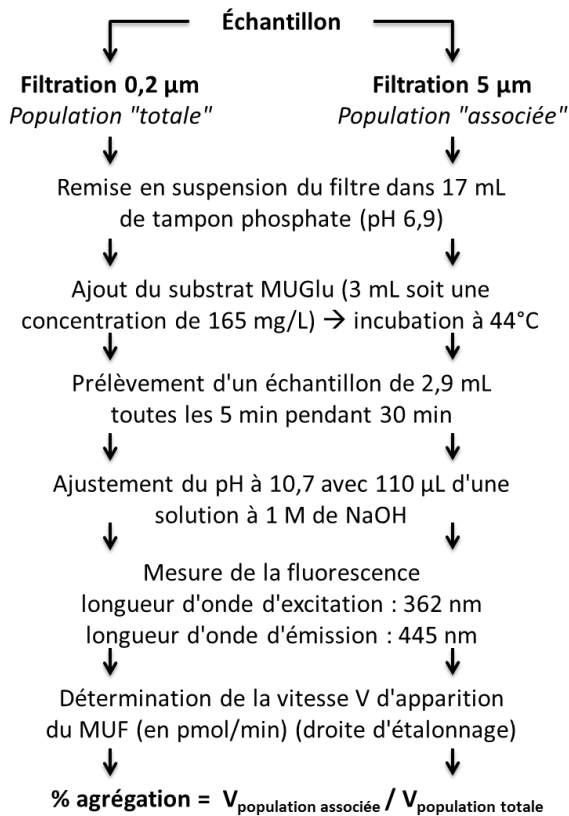 Échantillon
Filtration 0,2 µm
Population "totale"
Filtration 5 µm
Population "associée"
Remise en suspension du filtre dans 17 mL
de tampon phosphate (pH 6,9)
Ajout du substrat MUGlu (3 mL soit une
concentration de 165 mg/L) → incubation à 44°C
Prélèvement d'un échantillon de 2,9 mL
toutes les 5 min pendant 30 min
Ajustement du pH à 10,7 avec 110 µL d'une
solution à 1 M de NaOH
Mesure de la fluorescence
longueur d'onde d'excitation : 362 nm
longueur d'onde d'émission : 445 nm
Détermination de la vitesse V d'apparition
du MUF (en pmol/min) (droite d'étalonnage)
% agrégation = V population associée / V population totale